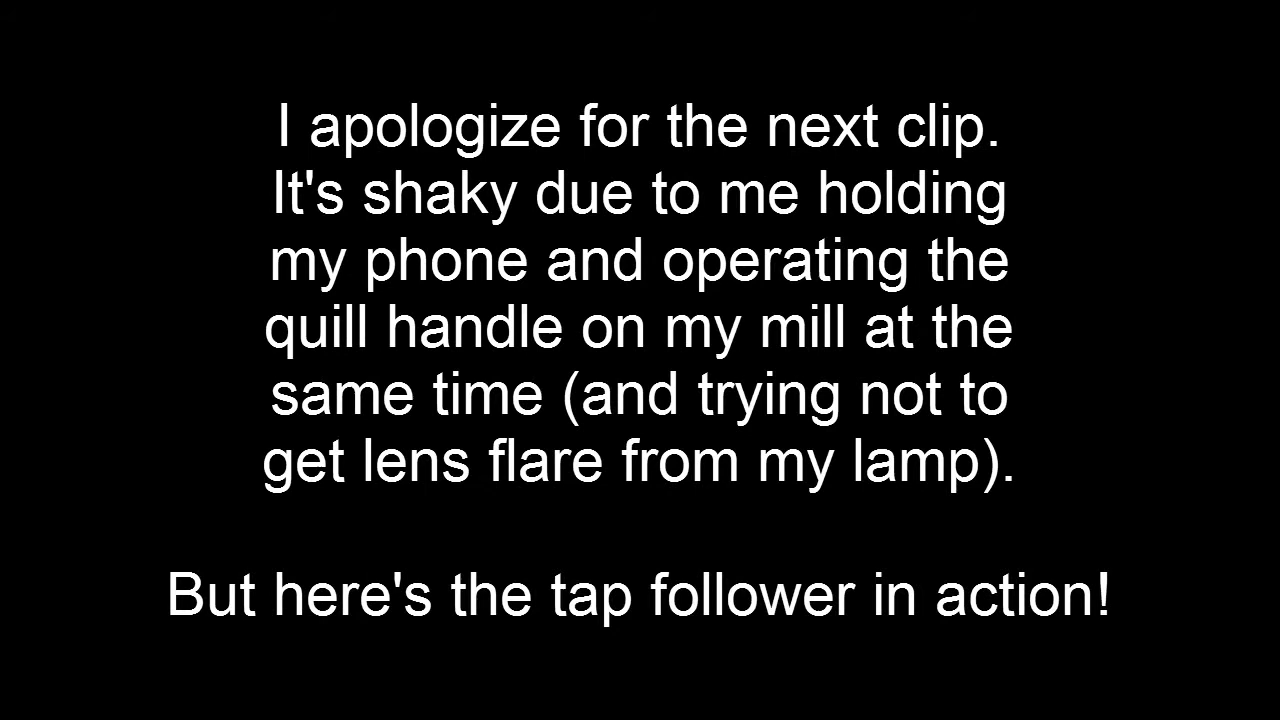 I apologize for the next clip.
It's shaky due to me holding
my phone and operating the
quill handle on my mill at the
same time (and trying not to
get lens flare from my lamp).
But here's the tap follower in action!